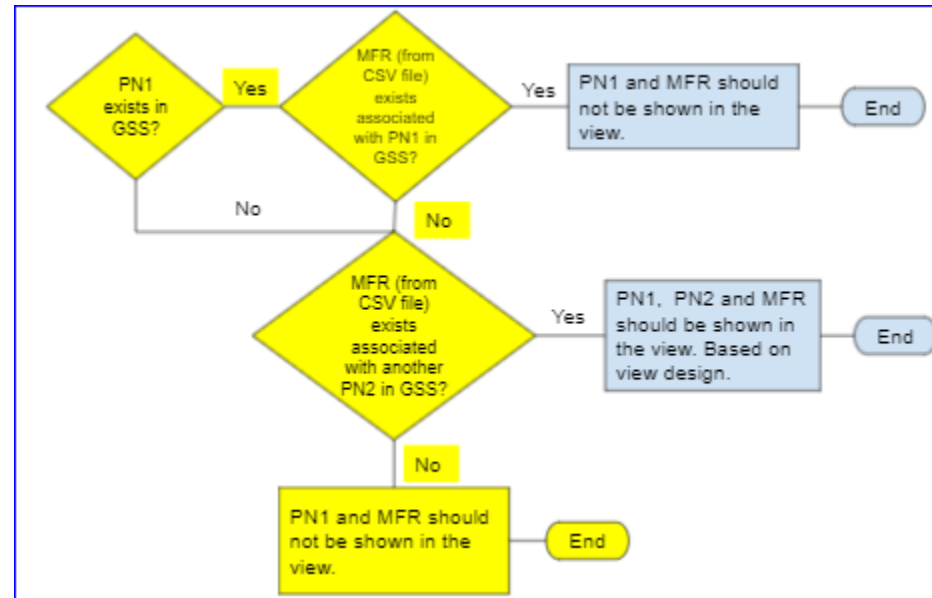 PN1
exists in
GSS?
Yes
MFR (from
CSV file)
exists
associated
with PN1 in
GSS?
Yes
PN1 and MFR should
not be shown in the
view.
End
No
No
MFR (from
CSV file)
exists
associated
with another
PN2 in GSS?
Yes
PN1, PN2 and MFR
should be shown in
the view. Based on
view design.
End
No
PN1 and MFR should
not be shown in the
view.
End